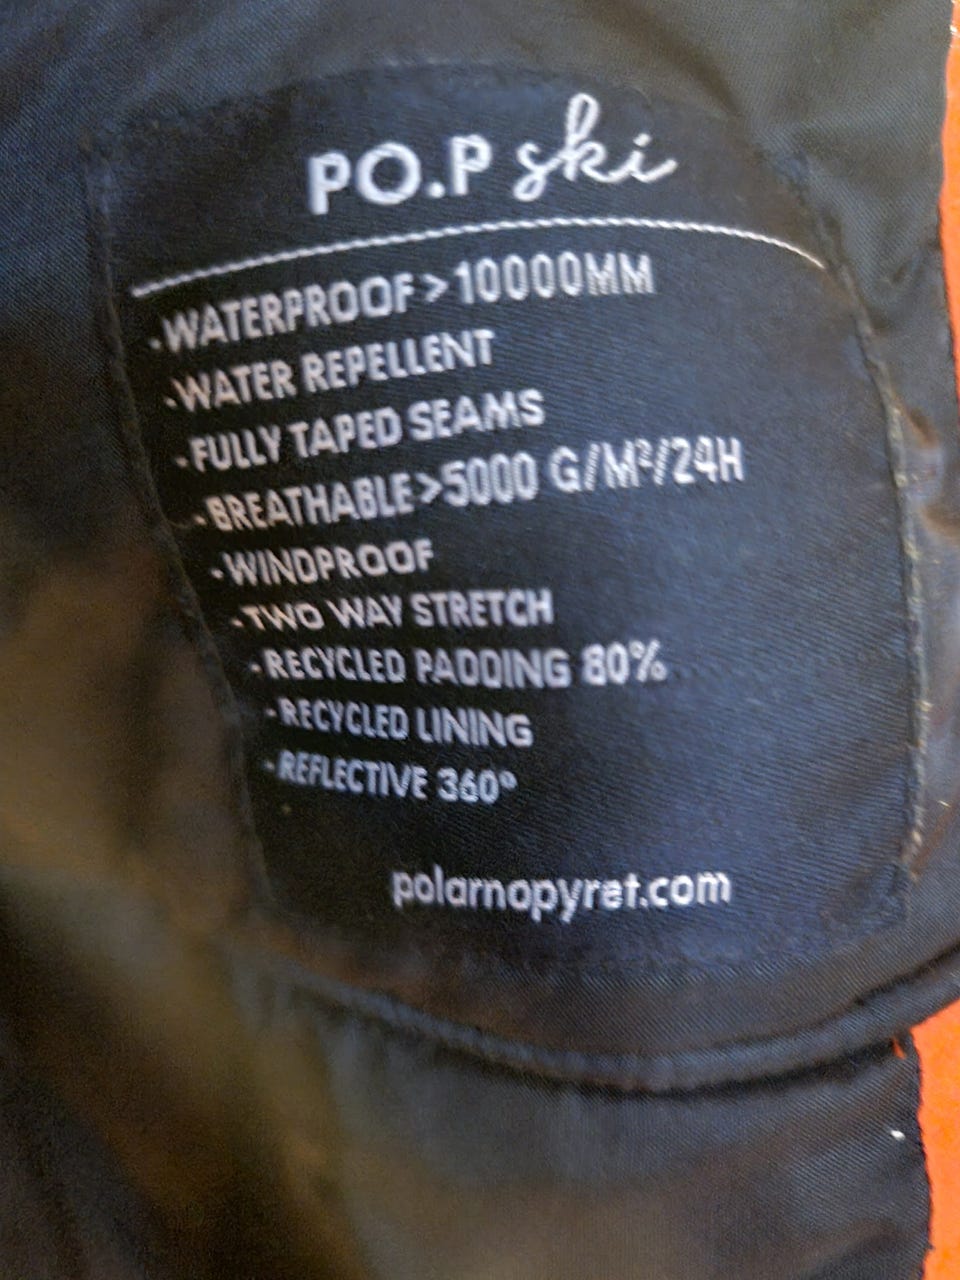 PO.P ski
-WATERPROOF>10000MM
-WATER REPELLENT
-FULLY TAPED SEAMS
-BREATHABLE>5000 G/M²/24H
-WINDPROOF
-TWO WAY STRETCH
-RECYCLED PADDING 80%
-RECYCLED LINING
-REFLECTIVE 360°
polarnopyret.com